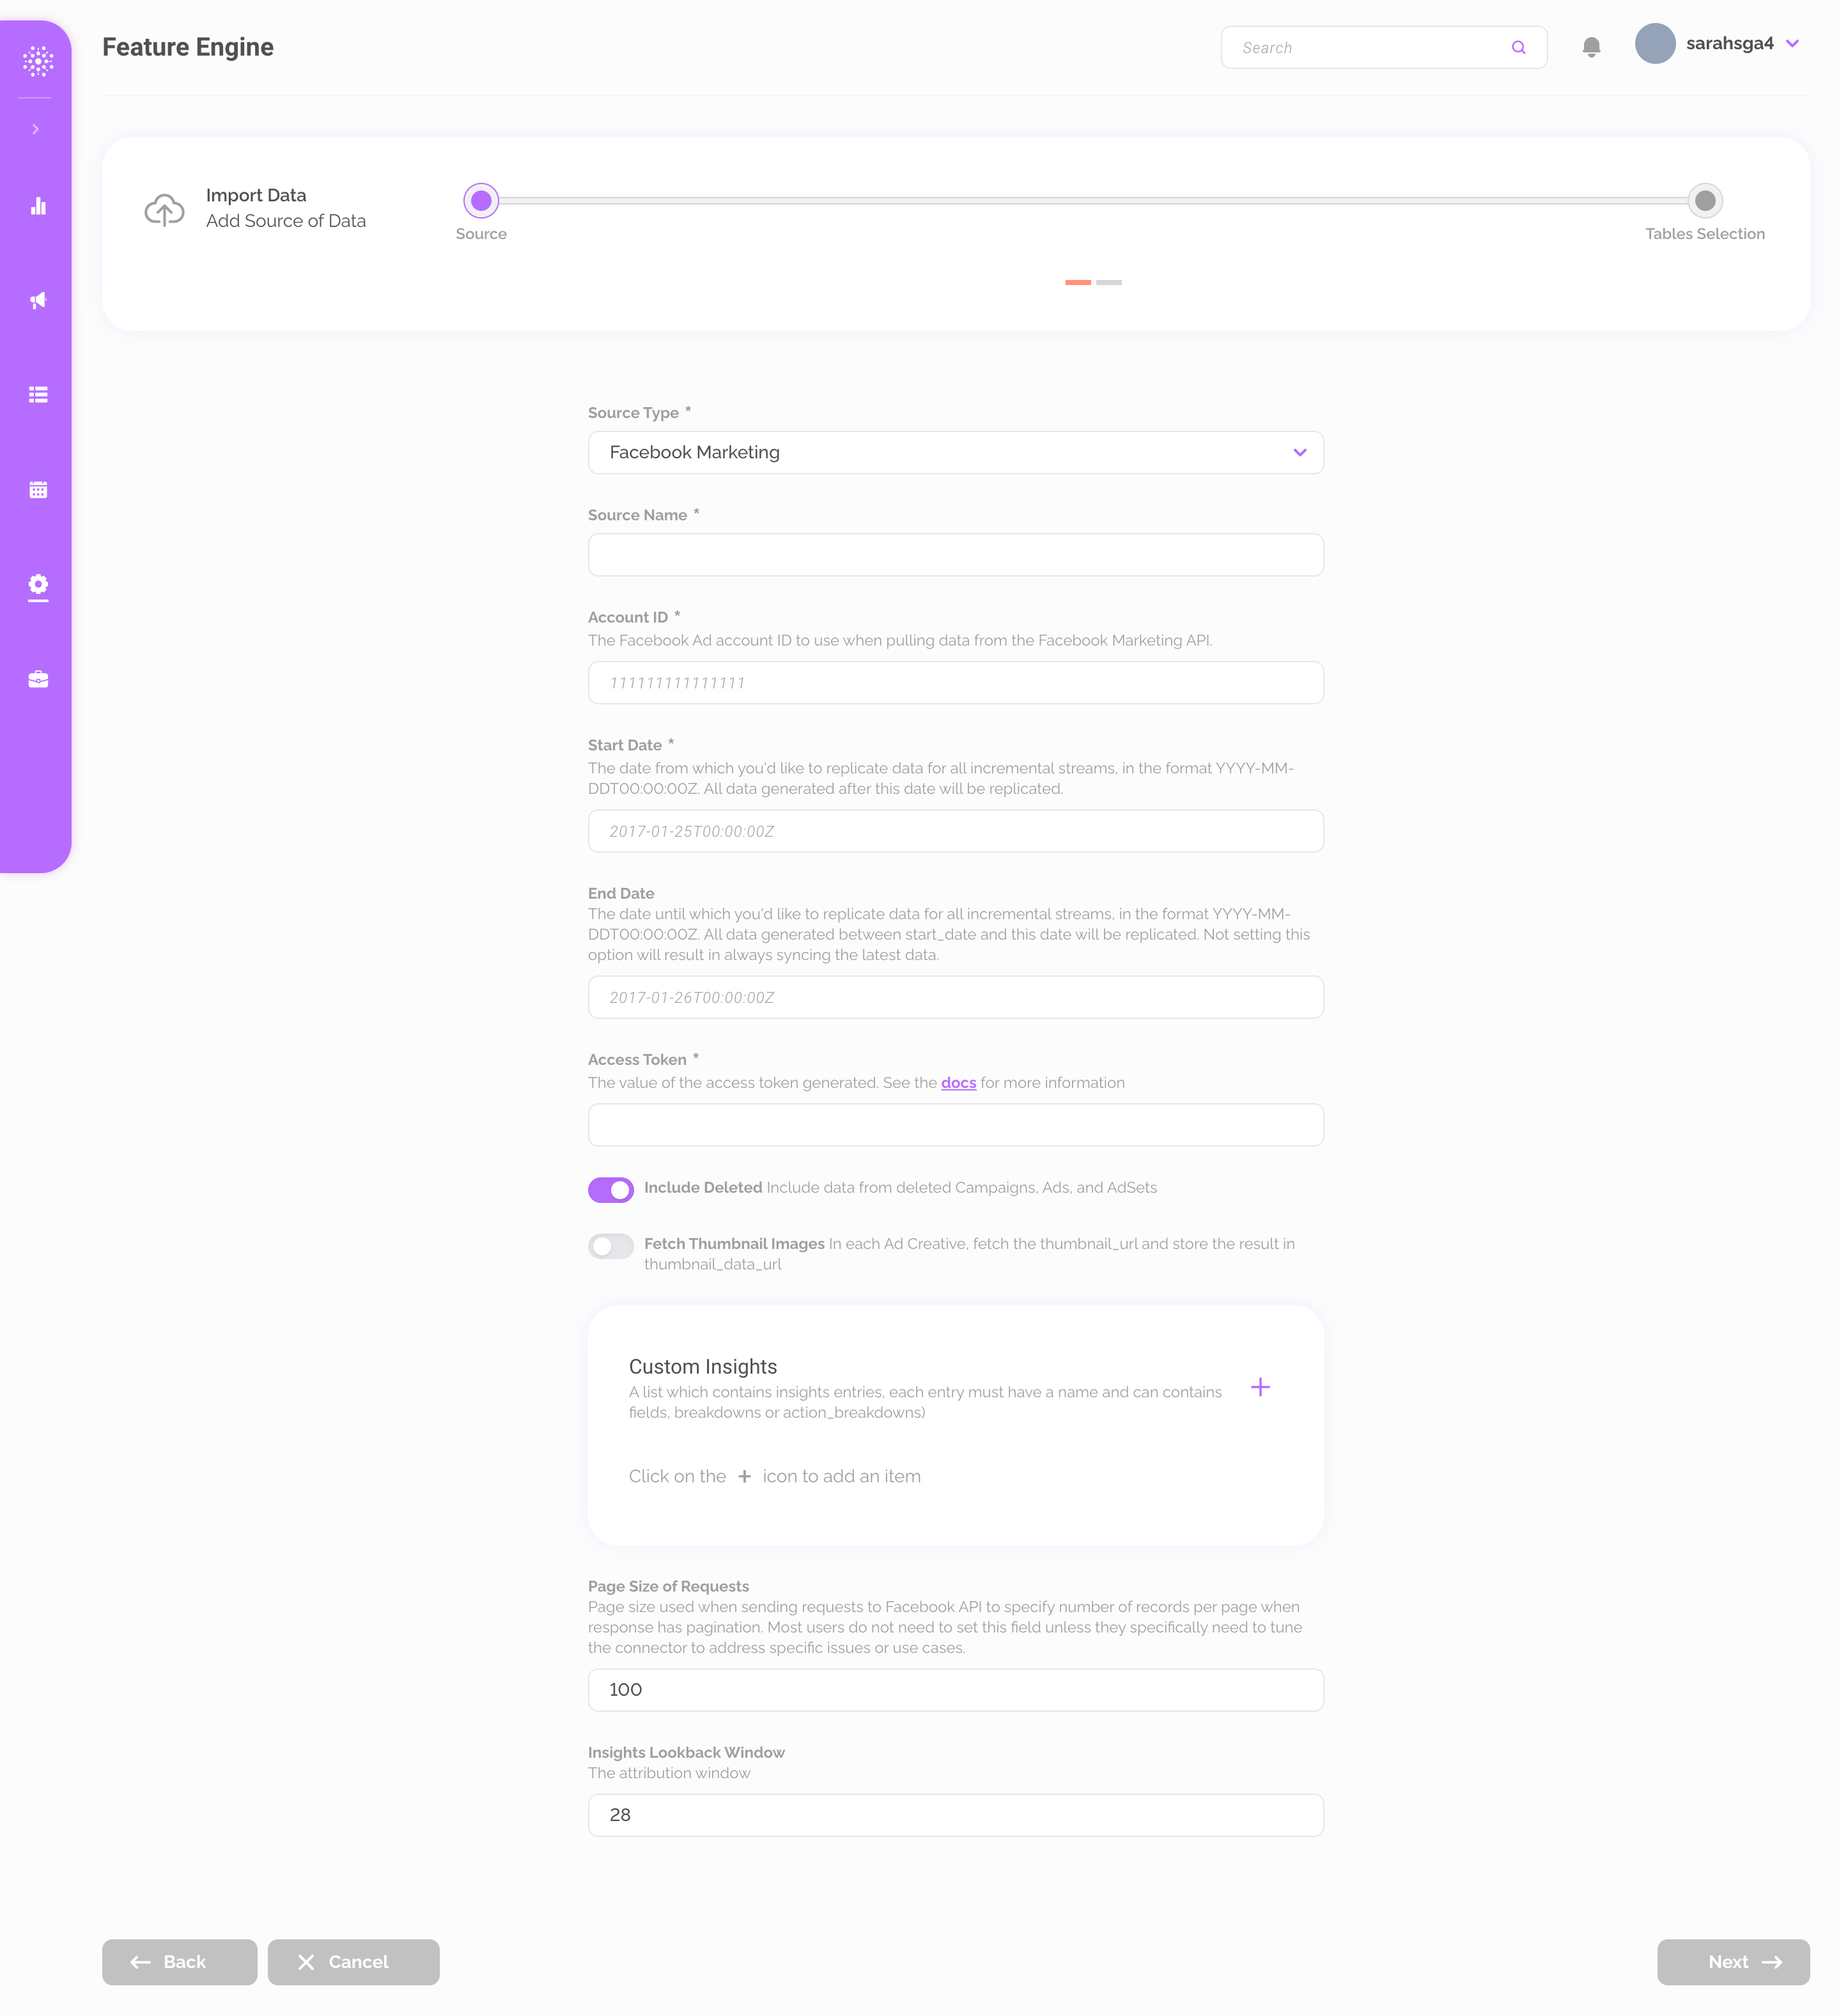 Feature Engine
Search
sarahsga4
Import Data
Add Source of Data
Source
Tables Selection
Source Type *
Facebook Marketing
Source Name *
Account ID *
The Facebook Ad account ID to use when pulling data from the Facebook Marketing API.
111111111111111
Start Date *
The date from which you'd like to replicate data for all incremental streams, in the format YYYY-MM-
DDT00:00:00Z. All data generated after this date will be replicated.
2017-01-25T00:00:00Z
End Date
The date until which you'd like to replicate data for all incremental streams, in the format YYYY-MM-
DDT00:00:00Z. All data generated between start_date and this date will be replicated. Not setting this
option will result in always syncing the latest data.
2017-01-26T00:00:00Z
Access Token *
The value of the access token generated. See the docs for more information
Include Deleted Include data from deleted Campaigns, Ads, and AdSets
Fetch Thumbnail Images In each Ad Creative, fetch the thumbnail_url and store the result in
thumbnail_data_url
Custom Insights
A list which contains insights entries, each entry must have a name and can contains
fields, breakdowns or action_breakdowns)
Click on the + icon to add an item
Page Size of Requests
Page size used when sending requests to Facebook API to specify number of records per page when
response has pagination. Most users do not need to set this field unless they specifically need to tune
the connector to address specific issues or use cases.
100
Insights Lookback Window
The attribution window
28
Back
Cancel
Next